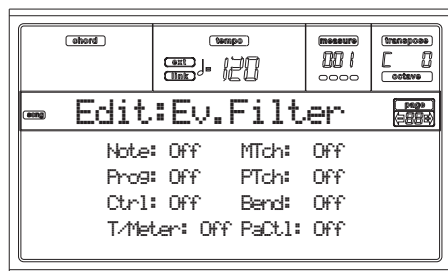 chord tempo measure transpose
ext
link ♩= 120 001 C 0
octave
song Edit:Ev.Filter page
Note: Off MTch: Off
Prog: Off PTch: Off
Ctrl: Off Bend: Off
T/Meter: Off PaCtl: Off